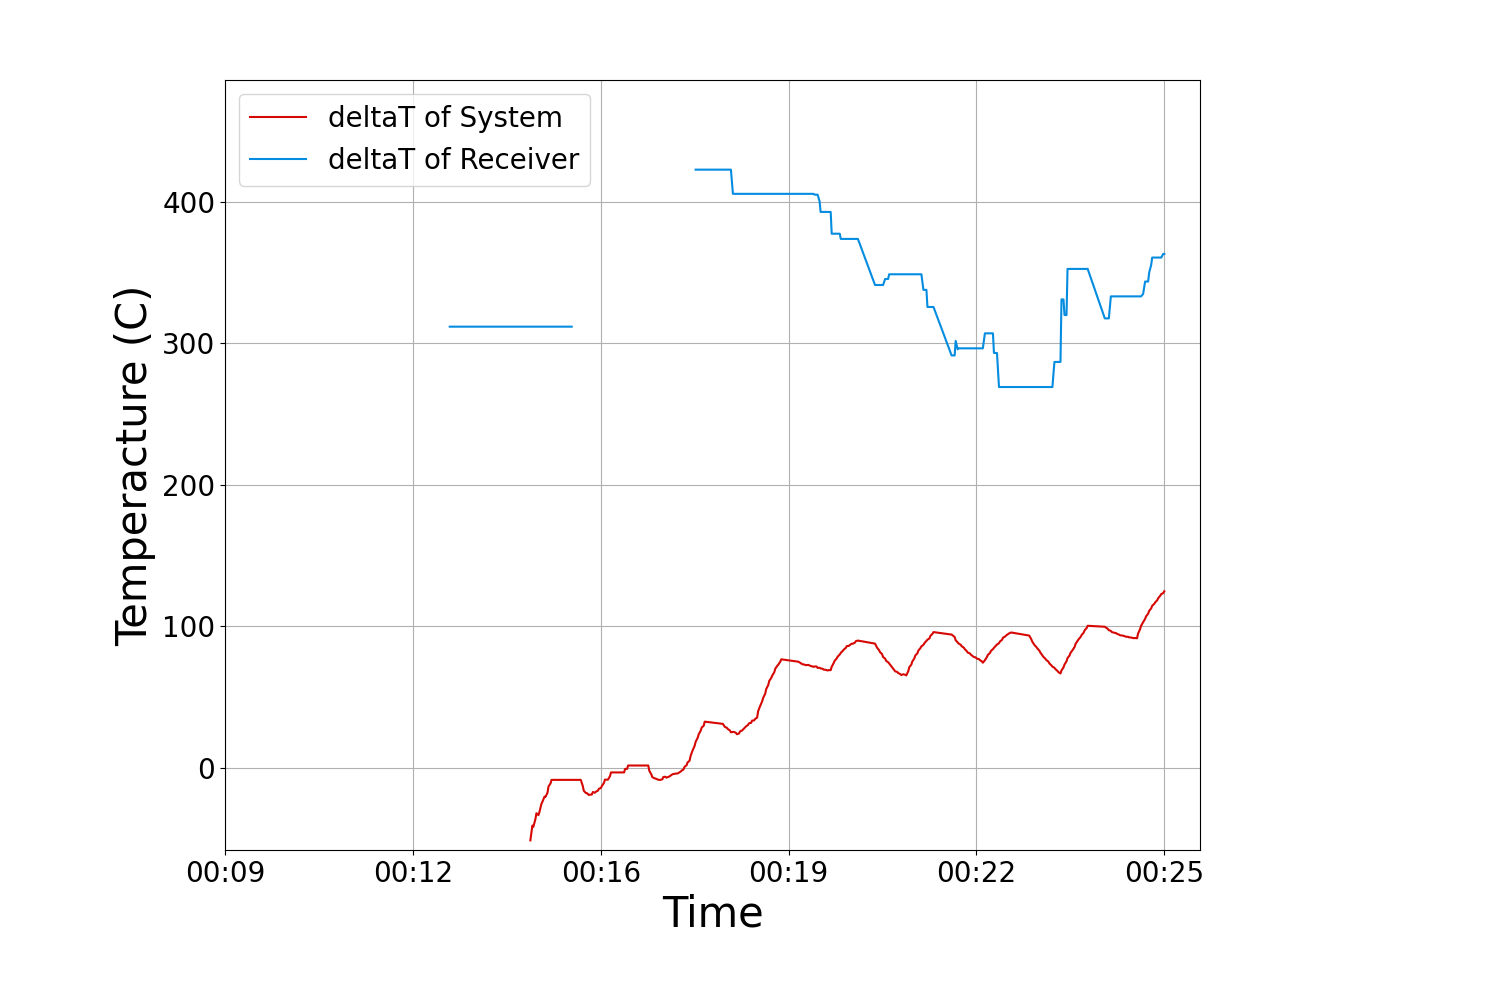 deltaT of System
deltaT of Receiver
400
300
200
100
0
Temperacture (C)
00:09 00:12 00:16 00:19 00:22 00:25
Time